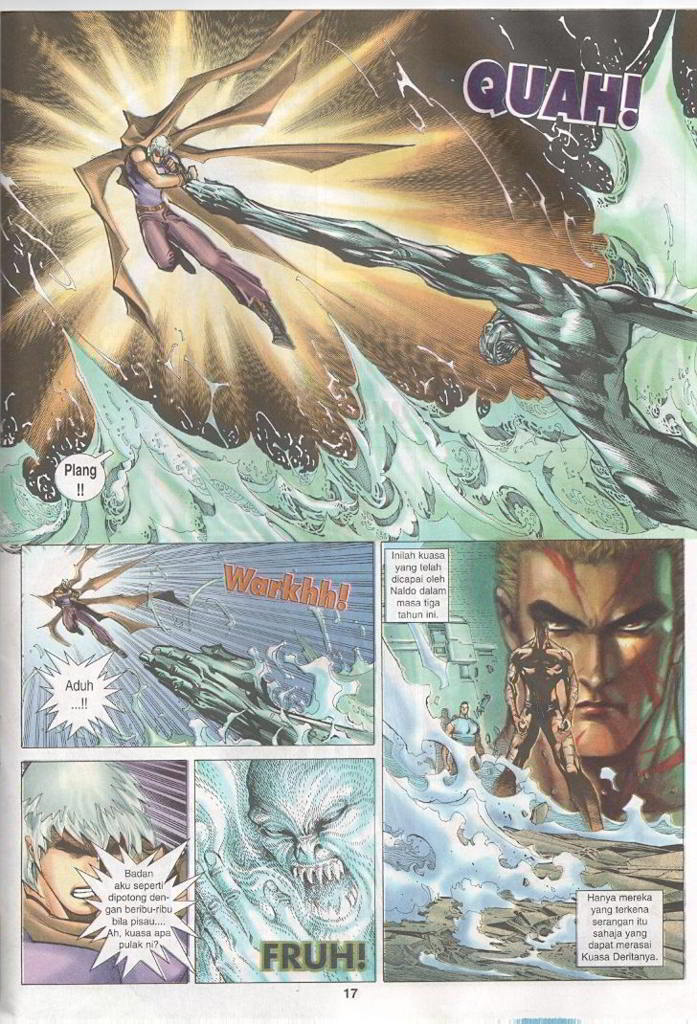 QUAH!
Plang
!!
Warkhh!
Aduh
...!!
Inilah kuasa
yang telah
dicapai oleh
Naldo dalam
masa tiga
tahun ini.
Badan
aku seperti
dipotong den-
gan beribu-ribu
bila pisau....
Ah, kuasa apa
pulak ni?
FRUH!
Hanya mereka
yang terkena
serangan itu
sahaja yang
dapat merasai
Kuasa Deritanya.
17